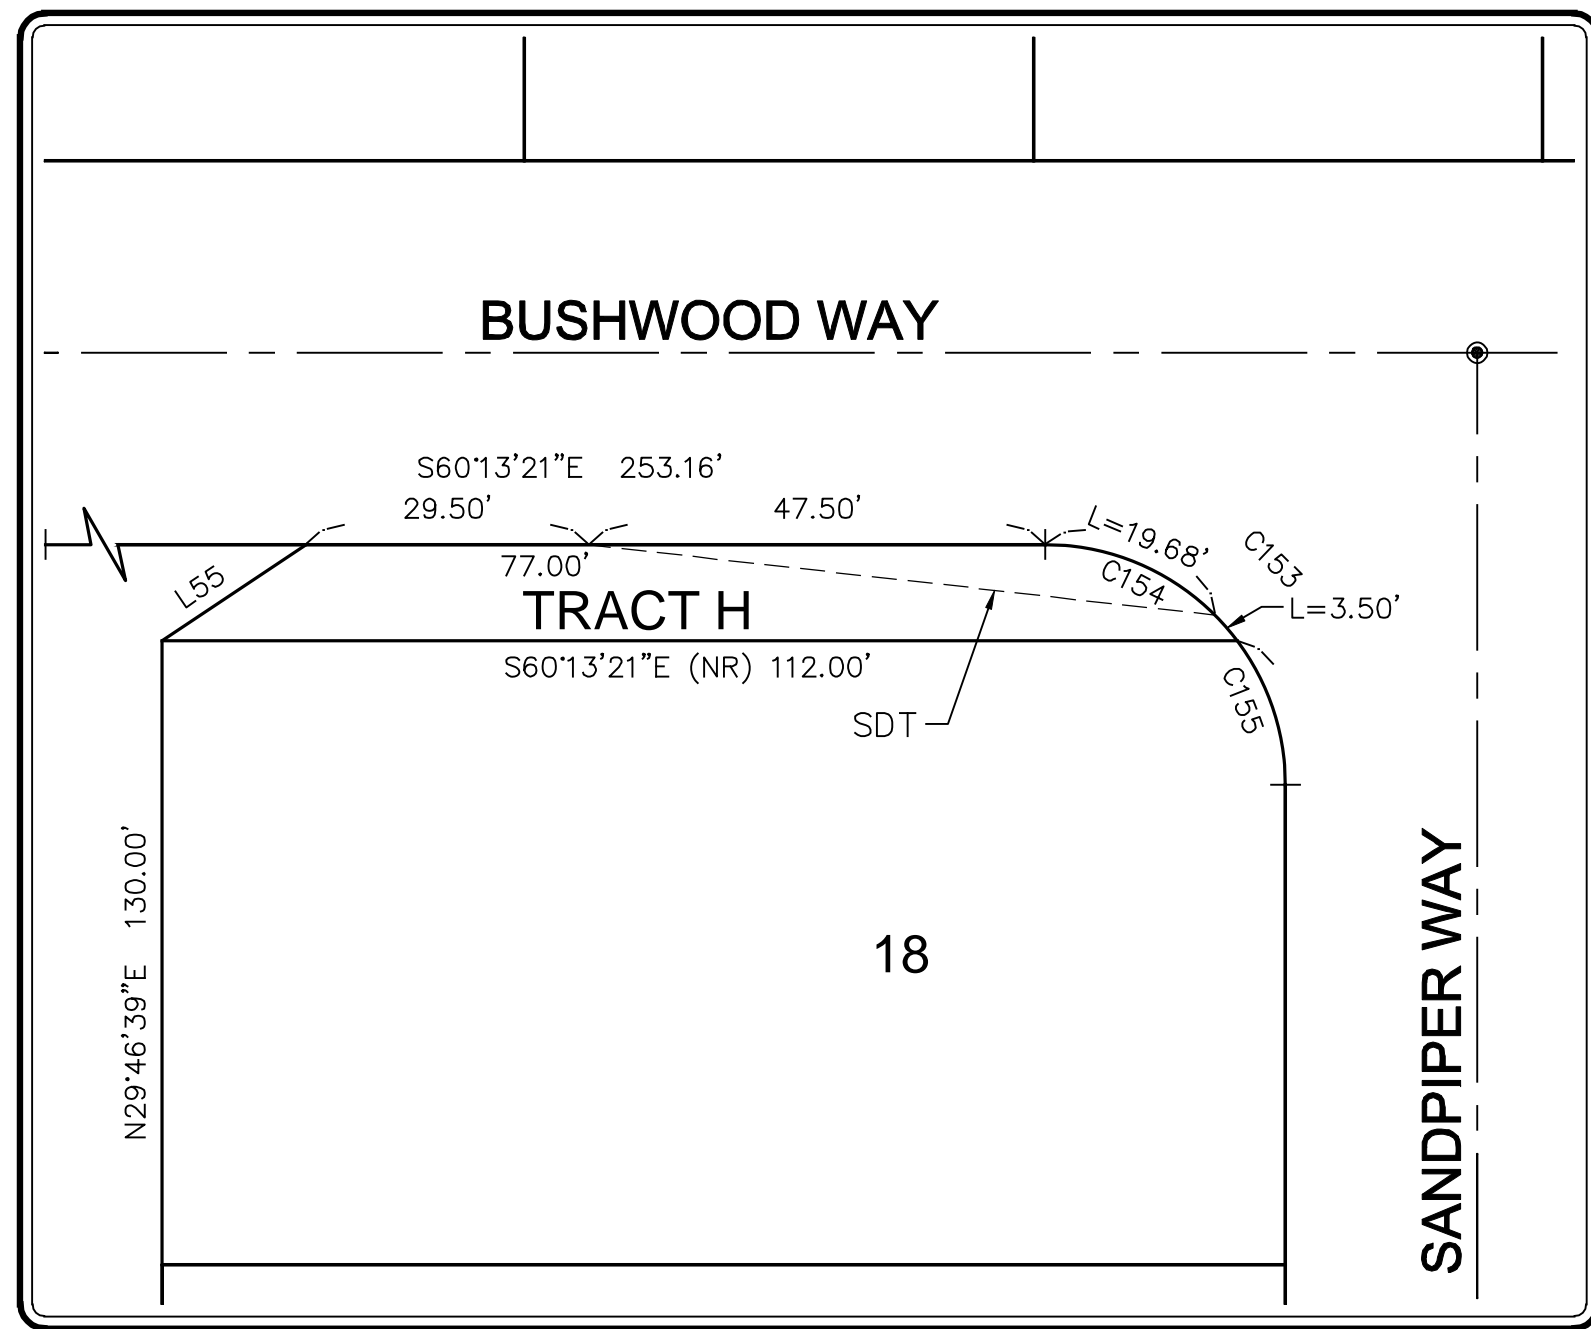 BUSHWOOD WAY
S60°13'21"E 253.16'
29.50' 47.50'
L=19.68'
C153
77.00'
C154
L55
TRACT H
L=3.50'
S60°13'21"E (NR) 112.00'
C155
SDT
N29°46'39"E 130.00'
18
SANDPIPER WAY